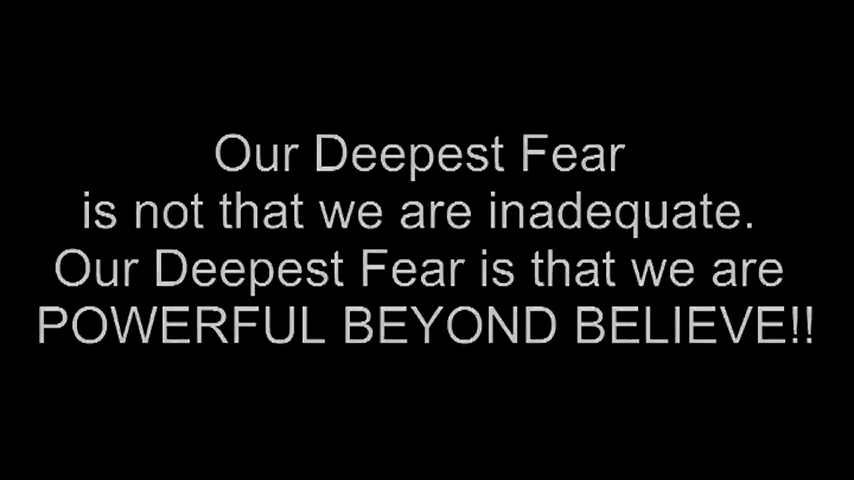 Our Deepest Fear
is not that we are inadequate.
Our Deepest Fear is that we are
POWERFUL BEYOND BELIEVE!!